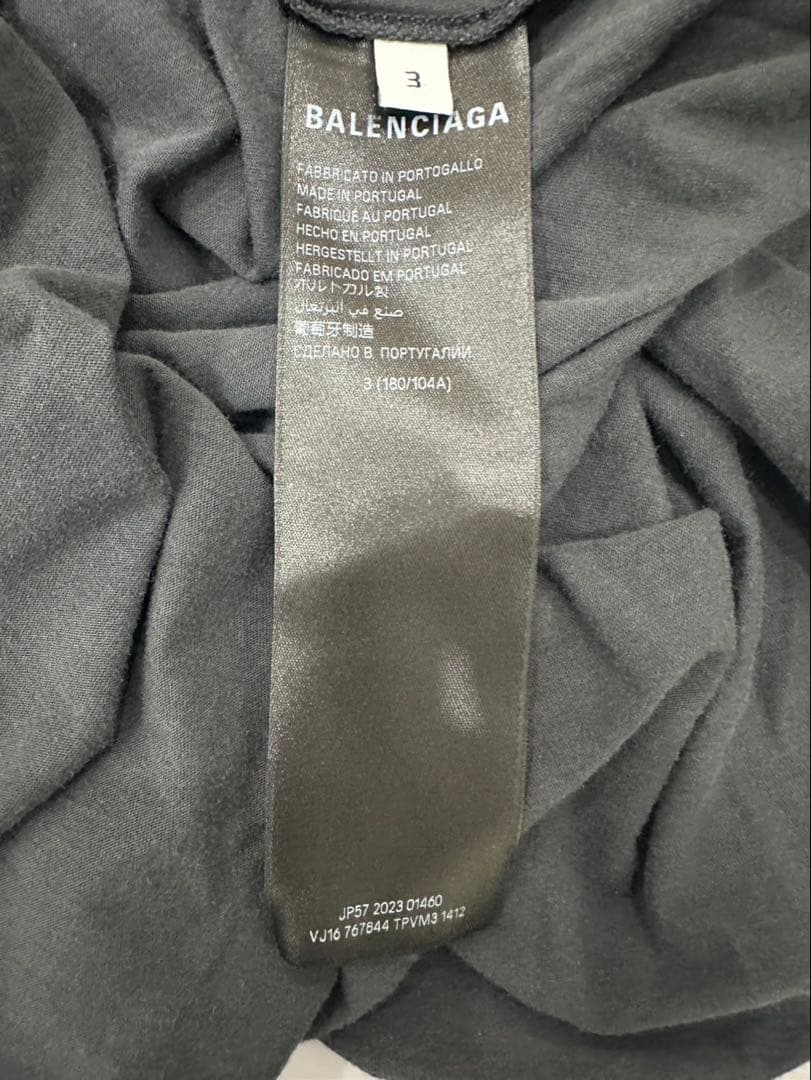 3
BALENCIAGA
FABBRICATO IN PORTOGALLO
MADE IN PORTUGAL
FABRIQUÉ AU PORTUGAL
HECHO EN PORTUGAL
HERGESTELLT IN PORTUGAL
FABRICADO EM PORTUGAL
ポルトガル製
صنع في البرتغال
葡萄牙制造
СДЕЛАНО В ПОРТУГАЛИИ
3 (180/104A)
JP57 2023 01460
VJ16 767844 TPVM3 1412